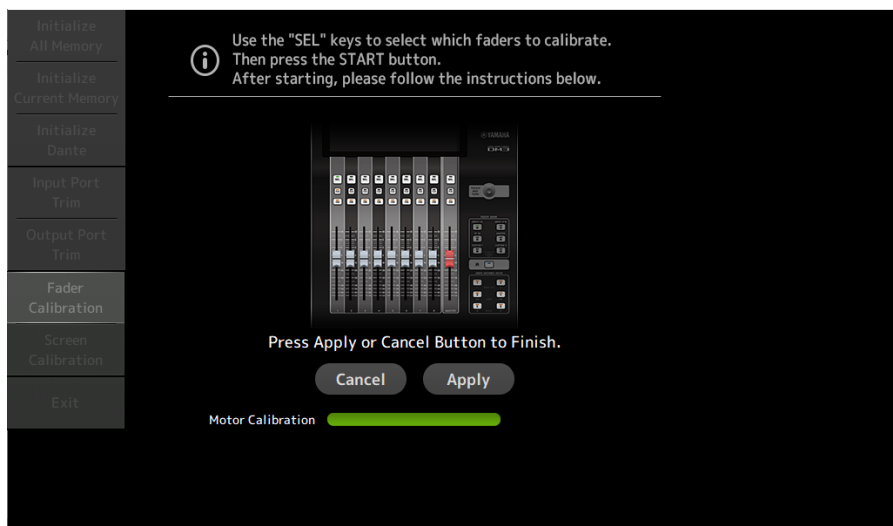 Initialize
All Memory
Initialize
Current Memory
Initialize
Dante
Input Port
Trim
Output Port
Trim
Fader
Calibration
Screen
Calibration
Exit
Use the "SEL" keys to select which faders to calibrate.
Then press the START button.
After starting, please follow the instructions below.
YAMAHA
DM3
Press Apply or Cancel Button to Finish.
Cancel
Apply
Motor Calibration